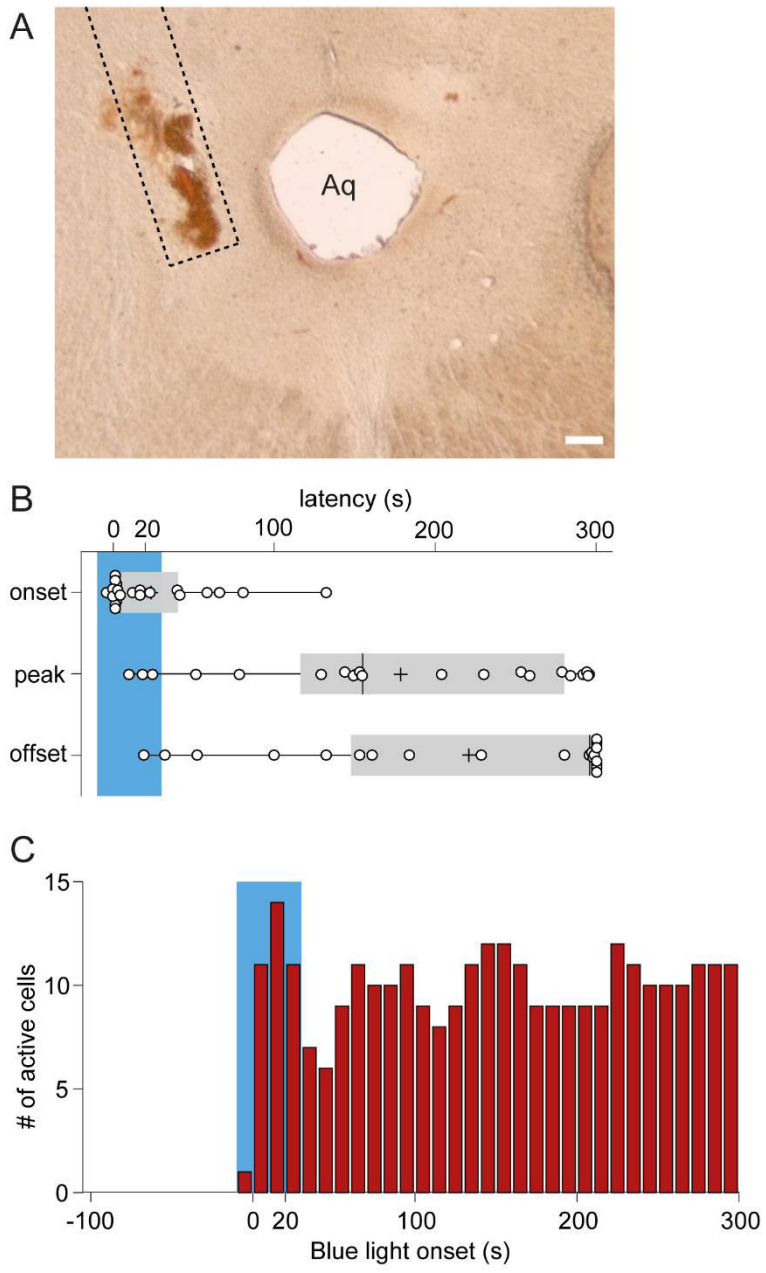 A
Aq
B
latency (s)
0 20 100 200 300
onset
peak
offset
C
15
10
5
0
# of active cells
-100 0 20 100 200 300
Blue light onset (s)